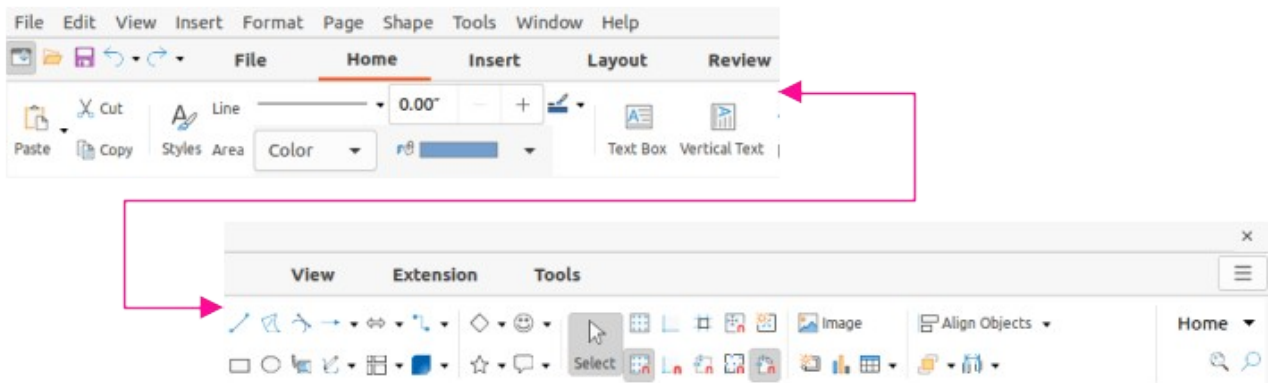 File Edit View Insert Format Page Shape Tools Window Help
File Home Insert Layout Review
Cut Line 0.00″
Paste Copy Styles Area Color Text Box Vertical Text
View Extension Tools
Image Align Objects Home
Select